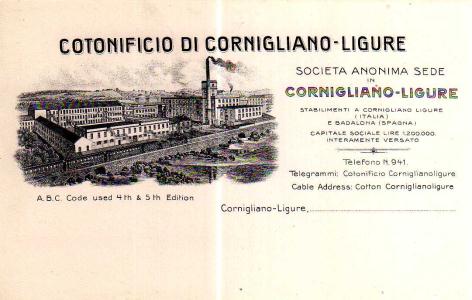 COTONIFICIO DI CORNIGLIANO-LIGURE
SOCIETA ANONIMA SEDE
IN
CORNIGLIANO-LIGURE
STABILIMENTI A CORNIGLIANO LIGURE
(ITALIA)
E BADALONA (SPAGNA)
CAPITALE SOCIALE LIRE 1,200,000.
INTERAMENTE VERSATO
Telefono N. 941.
Telegrammi: Cotonificio Corniglianoligure
Cable Address: Cotton Corniglianoligure
A.B.C. Code used 4th & 5th Edition
Cornigliano-Ligure,